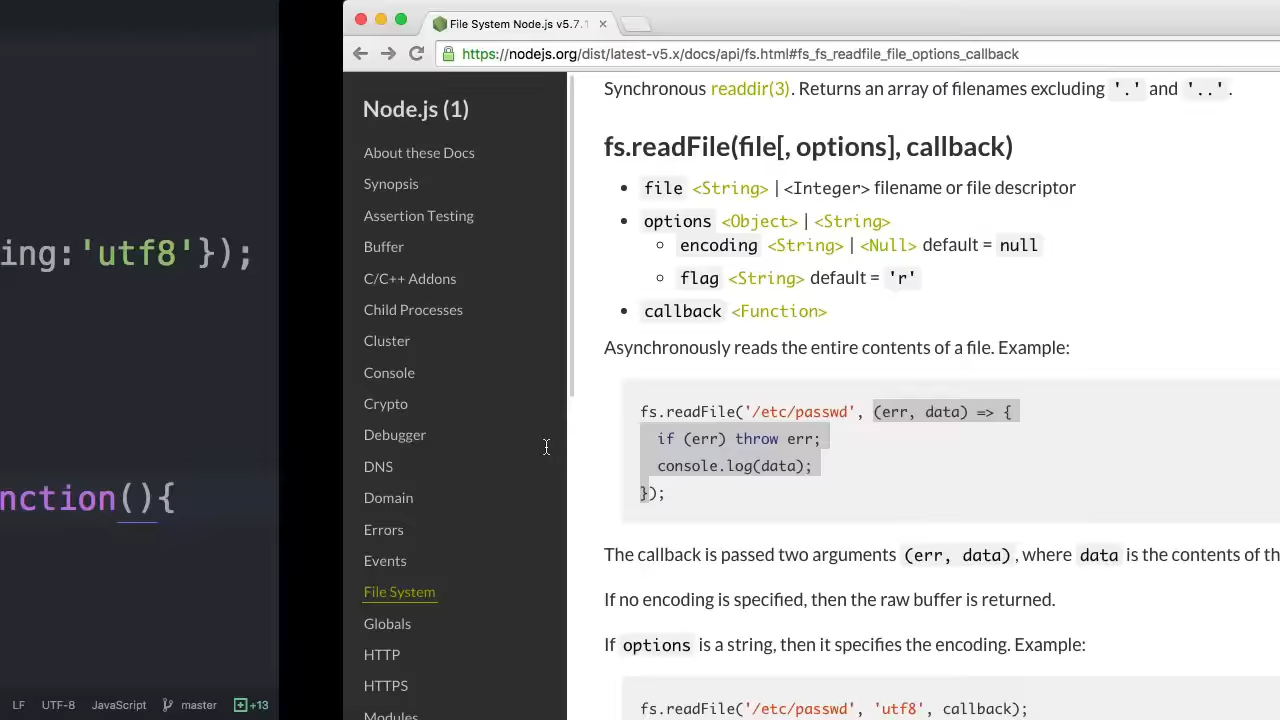 ing:'utf8'});
nction(){
LF UTF-8 JavaScript master +13
File System Node.js v5.7.
https://nodejs.org/dist/latest-v5.x/docs/api/fs.html#fs_fs_readfile_file_options_callback
Node.js (1)
About these Docs
Synopsis
Assertion Testing
Buffer
C/C++ Addons
Child Processes
Cluster
Console
Crypto
Debugger
DNS
Domain
Errors
Events
File System
Globals
HTTP
HTTPS
Modules
Synchronous readdir(3). Returns an array of filenames excluding '.' and '..'.
fs.readFile(file[, options], callback)
file <String> | <Integer> filename or file descriptor
options <Object> | <String>
encoding <String> | <Null> default = null
flag <String> default = 'r'
callback <Function>
Asynchronously reads the entire contents of a file. Example:
fs.readFile('/etc/passwd', (err, data) => {
if (err) throw err;
console.log(data);
});
The callback is passed two arguments (err, data), where data is the contents of th
If no encoding is specified, then the raw buffer is returned.
If options is a string, then it specifies the encoding. Example:
fs.readFile('/etc/passwd', 'utf8', callback);